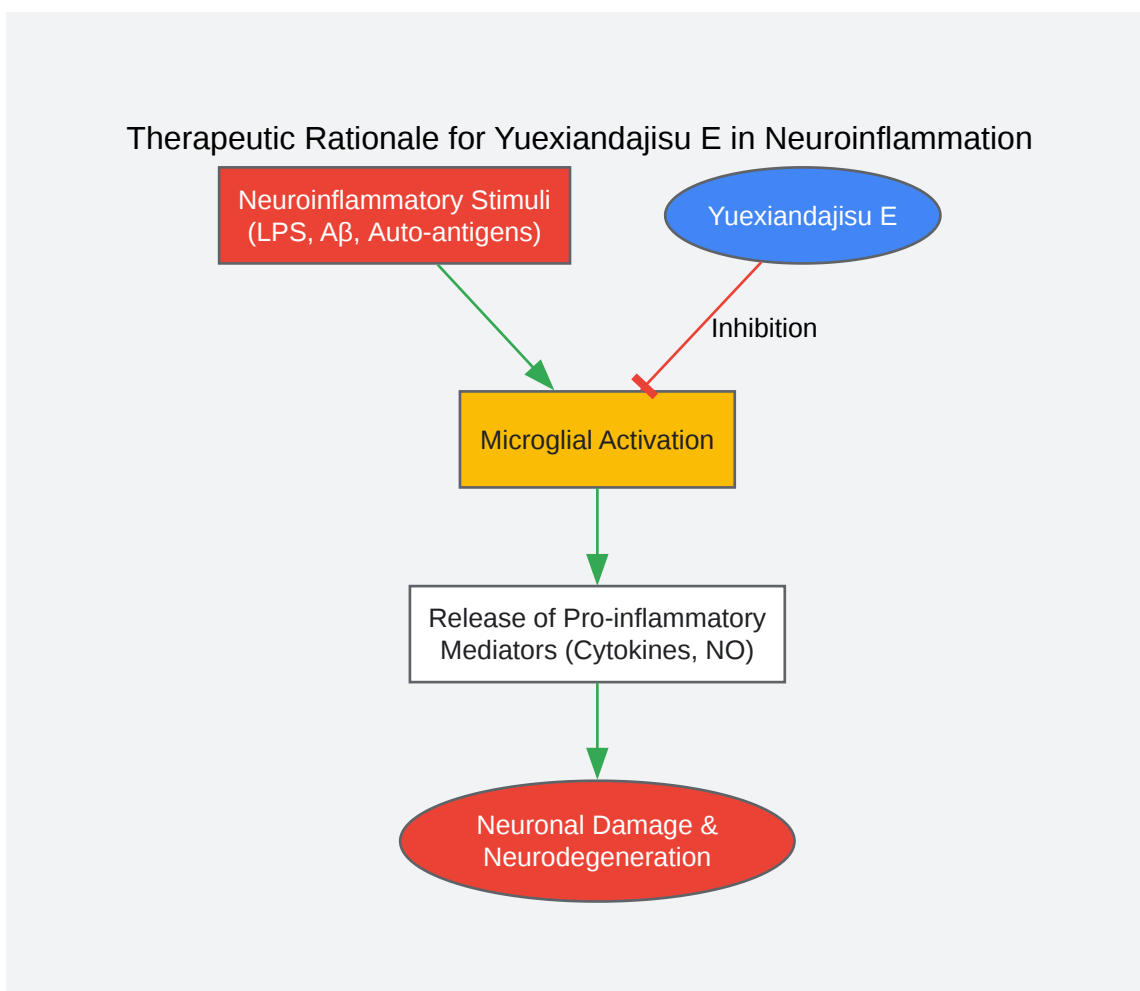 Therapeutic Rationale for Yuexiandajisu E in Neuroinflammation
Neuroinflammatory Stimuli
(LPS, Aβ, Auto-antigens)
Yuexiandajisu E
Inhibition
Microglial Activation
Release of Pro-inflammatory
Mediators (Cytokines, NO)
Neuronal Damage &
Neurodegeneration